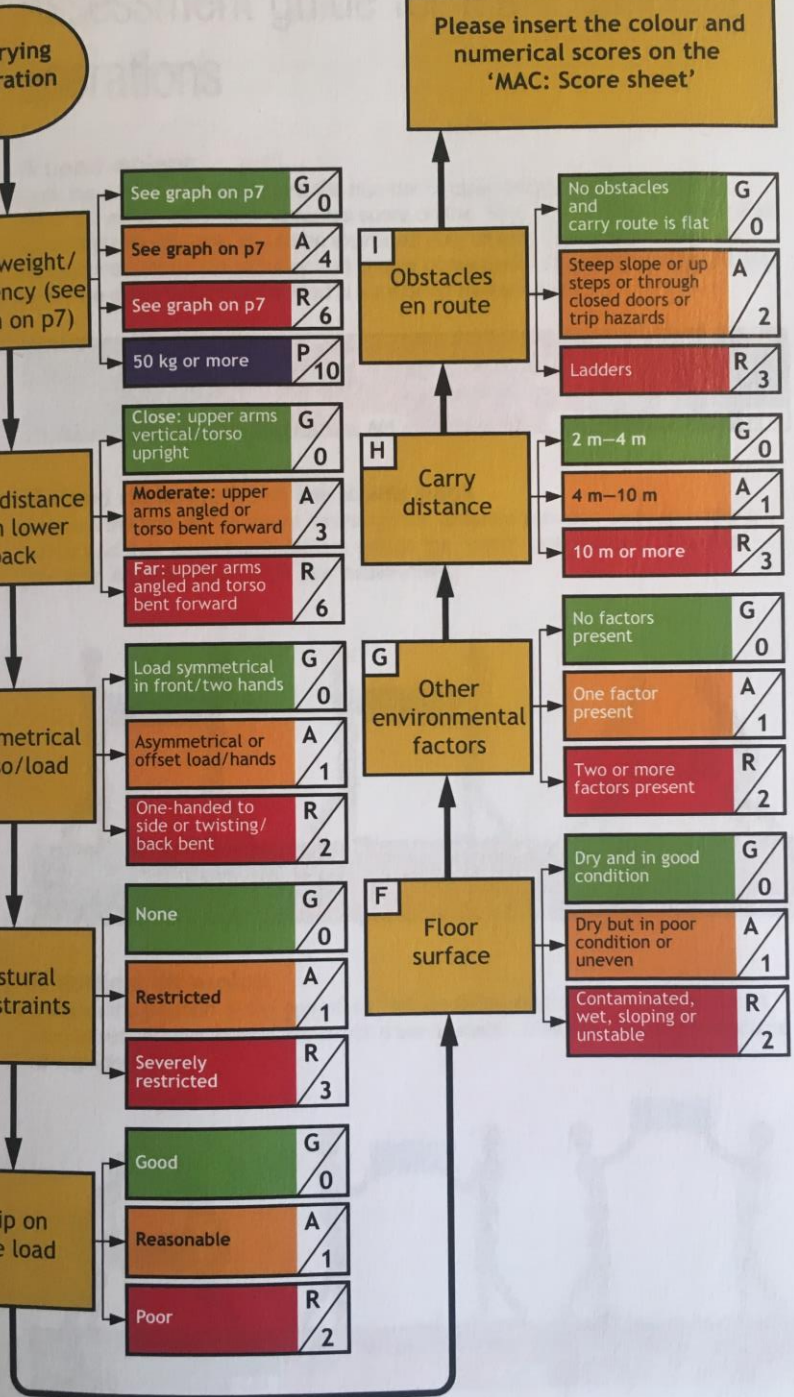 rying
ration
weight/
ency (see
on p7)
See graph on p7
G
0
See graph on p7
A
4
See graph on p7
R
6
50 kg or more
P
10
distance
lower
ack
Close: upper arms
vertical/torso
upright
G
0
Moderate: upper
arms angled or
torso bent forward
A
3
Far: upper arms
angled and torso
bent forward
R
6
metrical
so/load
Load symmetrical
in front/two hands
G
0
Asymmetrical or
offset load/hands
A
1
One-handed to
side or twisting/
back bent
R
2
stural
straints
None
G
0
Restricted
A
1
Severely
restricted
R
3
ip on
e load
Good
G
0
Reasonable
A
1
Poor
R
2
Please insert the colour and
numerical scores on the
‘MAC: Score sheet’
I
Obstacles
en route
No obstacles
and
carry route is flat
G
0
Steep slope or up
steps or through
closed doors or
trip hazards
A
2
Ladders
R
3
H
Carry
distance
2 m–4 m
G
0
4 m–10 m
A
1
10 m or more
R
3
G
Other
environmental
factors
No factors
present
G
0
One factor
present
A
1
Two or more
factors present
R
2
F
Floor
surface
Dry and in good
condition
G
0
Dry but in poor
condition or
uneven
A
1
Contaminated,
wet, sloping or
unstable
R
2